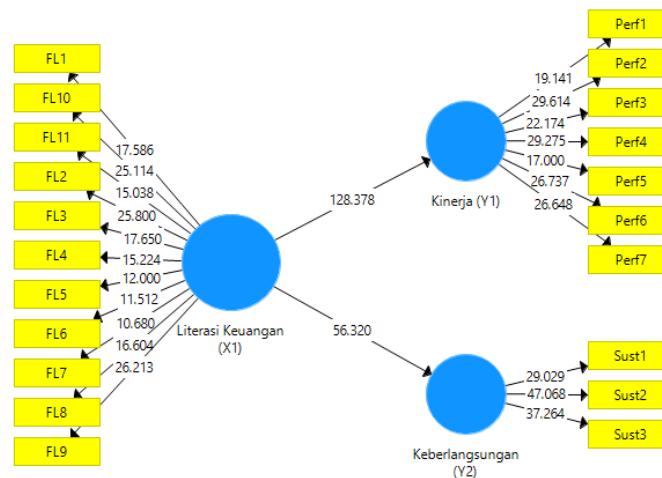 FL1
FL10
FL11
FL2
FL3
FL4
FL5
FL6
FL7
FL8
FL9
17.586
25.114
15.038
25.800
17.650
15.224
12.000
11.512
10.680
16.604
26.213
Literasi Keuangan
(X1)
128.378
56.320
Kinerja (Y1)
19.141
29.614
22.174
29.275
17.000
26.737
26.648
Perf1
Perf2
Perf3
Perf4
Perf5
Perf6
Perf7
Keberlangsungan
(Y2)
29.029
47.068
37.264
Sust1
Sust2
Sust3